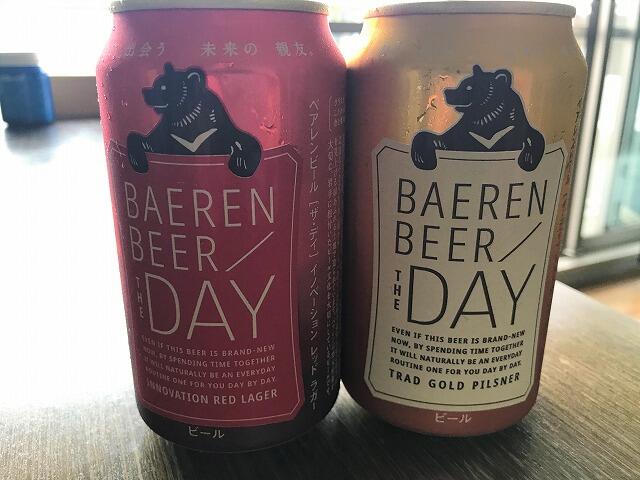 出会う 未来の 親友。
BAEREN
BEER/
THE DAY
EVEN IF THIS BEER IS BRAND-NEW
NOW, BY SPENDING TIME TOGETHER
IT WILL NATURALLY BE AN EVERYDAY
ROUTINE ONE FOR YOU DAY BY DAY.
INNOVATION RED LAGER
ビール
ベアレンビール [ザ・デイ] イノベーション レッド ラガー
BAEREN
BEER/
THE DAY
EVEN IF THIS BEER IS BRAND-NEW
NOW, BY SPENDING TIME TOGETHER
IT WILL NATURALLY BE AN EVERYDAY
ROUTINE ONE FOR YOU DAY BY DAY.
TRAD GOLD PILSNER
ビール